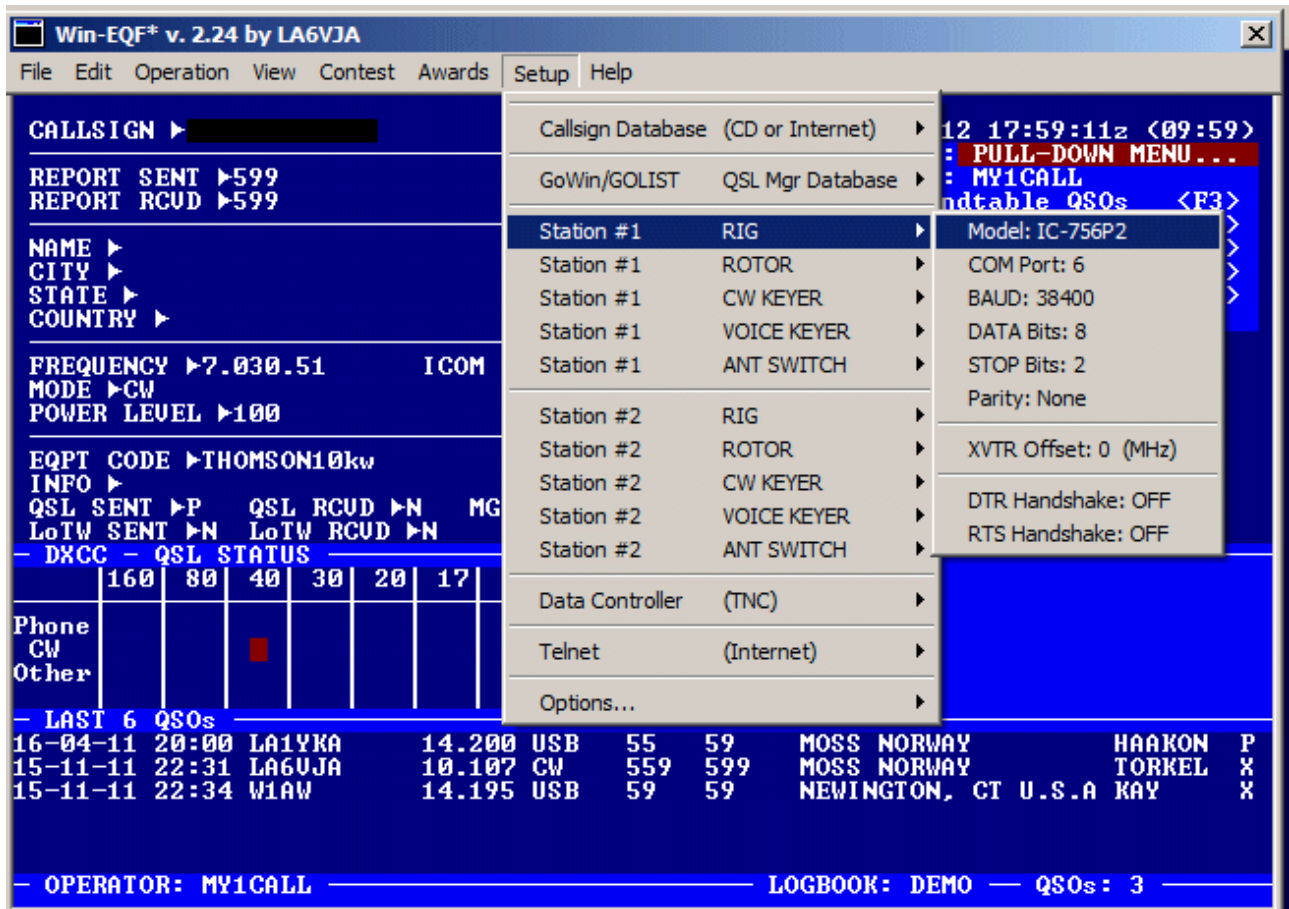 Win-EQF* v. 2.24 by LA6VJA
File Edit Operation View Contest Awards Setup Help
CALLSIGN
REPORT SENT 599
REPORT RCVD 599
NAME
CITY
STATE
COUNTRY
FREQUENCY 7.030.51 ICOM
MODE CW
POWER LEVEL 100
EQPT CODE THOMSON10kw
INFO
QSL SENT P QSL RCVD N MG
LoTW SENT N LoTW RCVD N
DXCC - QSL STATUS
160 80 40 30 20 17
Phone
CW
Other
Callsign Database (CD or Internet)
GoWin/GOLIST QSL Mgr Database
Station #1 RIG
Station #1 ROTOR
Station #1 CW KEYER
Station #1 VOICE KEYER
Station #1 ANT SWITCH
Station #2 RIG
Station #2 ROTOR
Station #2 CW KEYER
Station #2 VOICE KEYER
Station #2 ANT SWITCH
Data Controller (TNC)
Telnet (Internet)
Options...
12 17:59:11z (09:59)
: PULL-DOWN MENU...
: MY1CALL
ndtable QSOs <F3>
>
>
>
>
Model: IC-756P2
COM Port: 6
BAUD: 38400
DATA Bits: 8
STOP Bits: 2
Parity: None
XVTR Offset: 0 (MHz)
DTR Handshake: OFF
RTS Handshake: OFF
LAST 6 QSOs
16-04-11 20:00 LA1YKA 14.200 USB 55 59 MOSS NORWAY HAAKON P
15-11-11 22:31 LA6VJA 10.107 CW 559 599 MOSS NORWAY TORKEL X
15-11-11 22:34 W1AW 14.195 USB 59 59 NEWINGTON, CT U.S.A KAY X
OPERATOR: MY1CALL LOGBOOK: DEMO — QSOs: 3